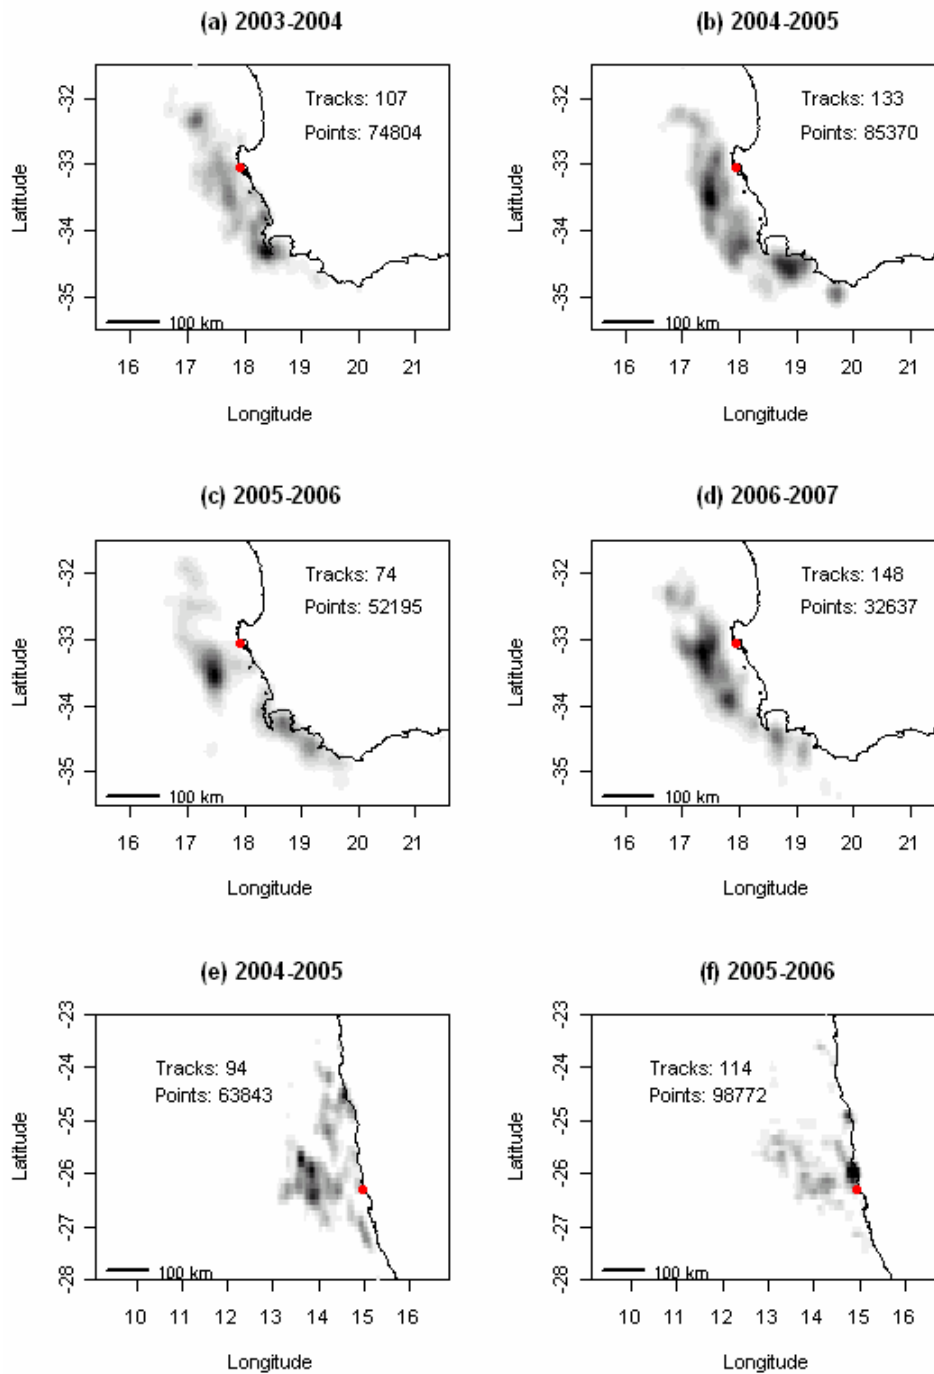 (a) 2003-2004
(b) 2004-2005
Tracks: 107
Points: 74804
Tracks: 133
Points: 85370
Latitude
-32
-33
-34
-35
Latitude
-32
-33
-34
-35
100 km
100 km
16 17 18 19 20 21
16 17 18 19 20 21
Longitude
Longitude
(c) 2005-2006
(d) 2006-2007
Tracks: 74
Points: 52195
Tracks: 148
Points: 32637
Latitude
-32
-33
-34
-35
Latitude
-32
-33
-34
-35
100 km
100 km
16 17 18 19 20 21
16 17 18 19 20 21
Longitude
Longitude
(e) 2004-2005
(f) 2005-2006
Tracks: 94
Points: 63843
Tracks: 114
Points: 98772
Latitude
-23
-24
-25
-26
-27
-28
Latitude
-23
-24
-25
-26
-27
-28
100 km
100 km
10 11 12 13 14 15 16
10 11 12 13 14 15 16
Longitude
Longitude